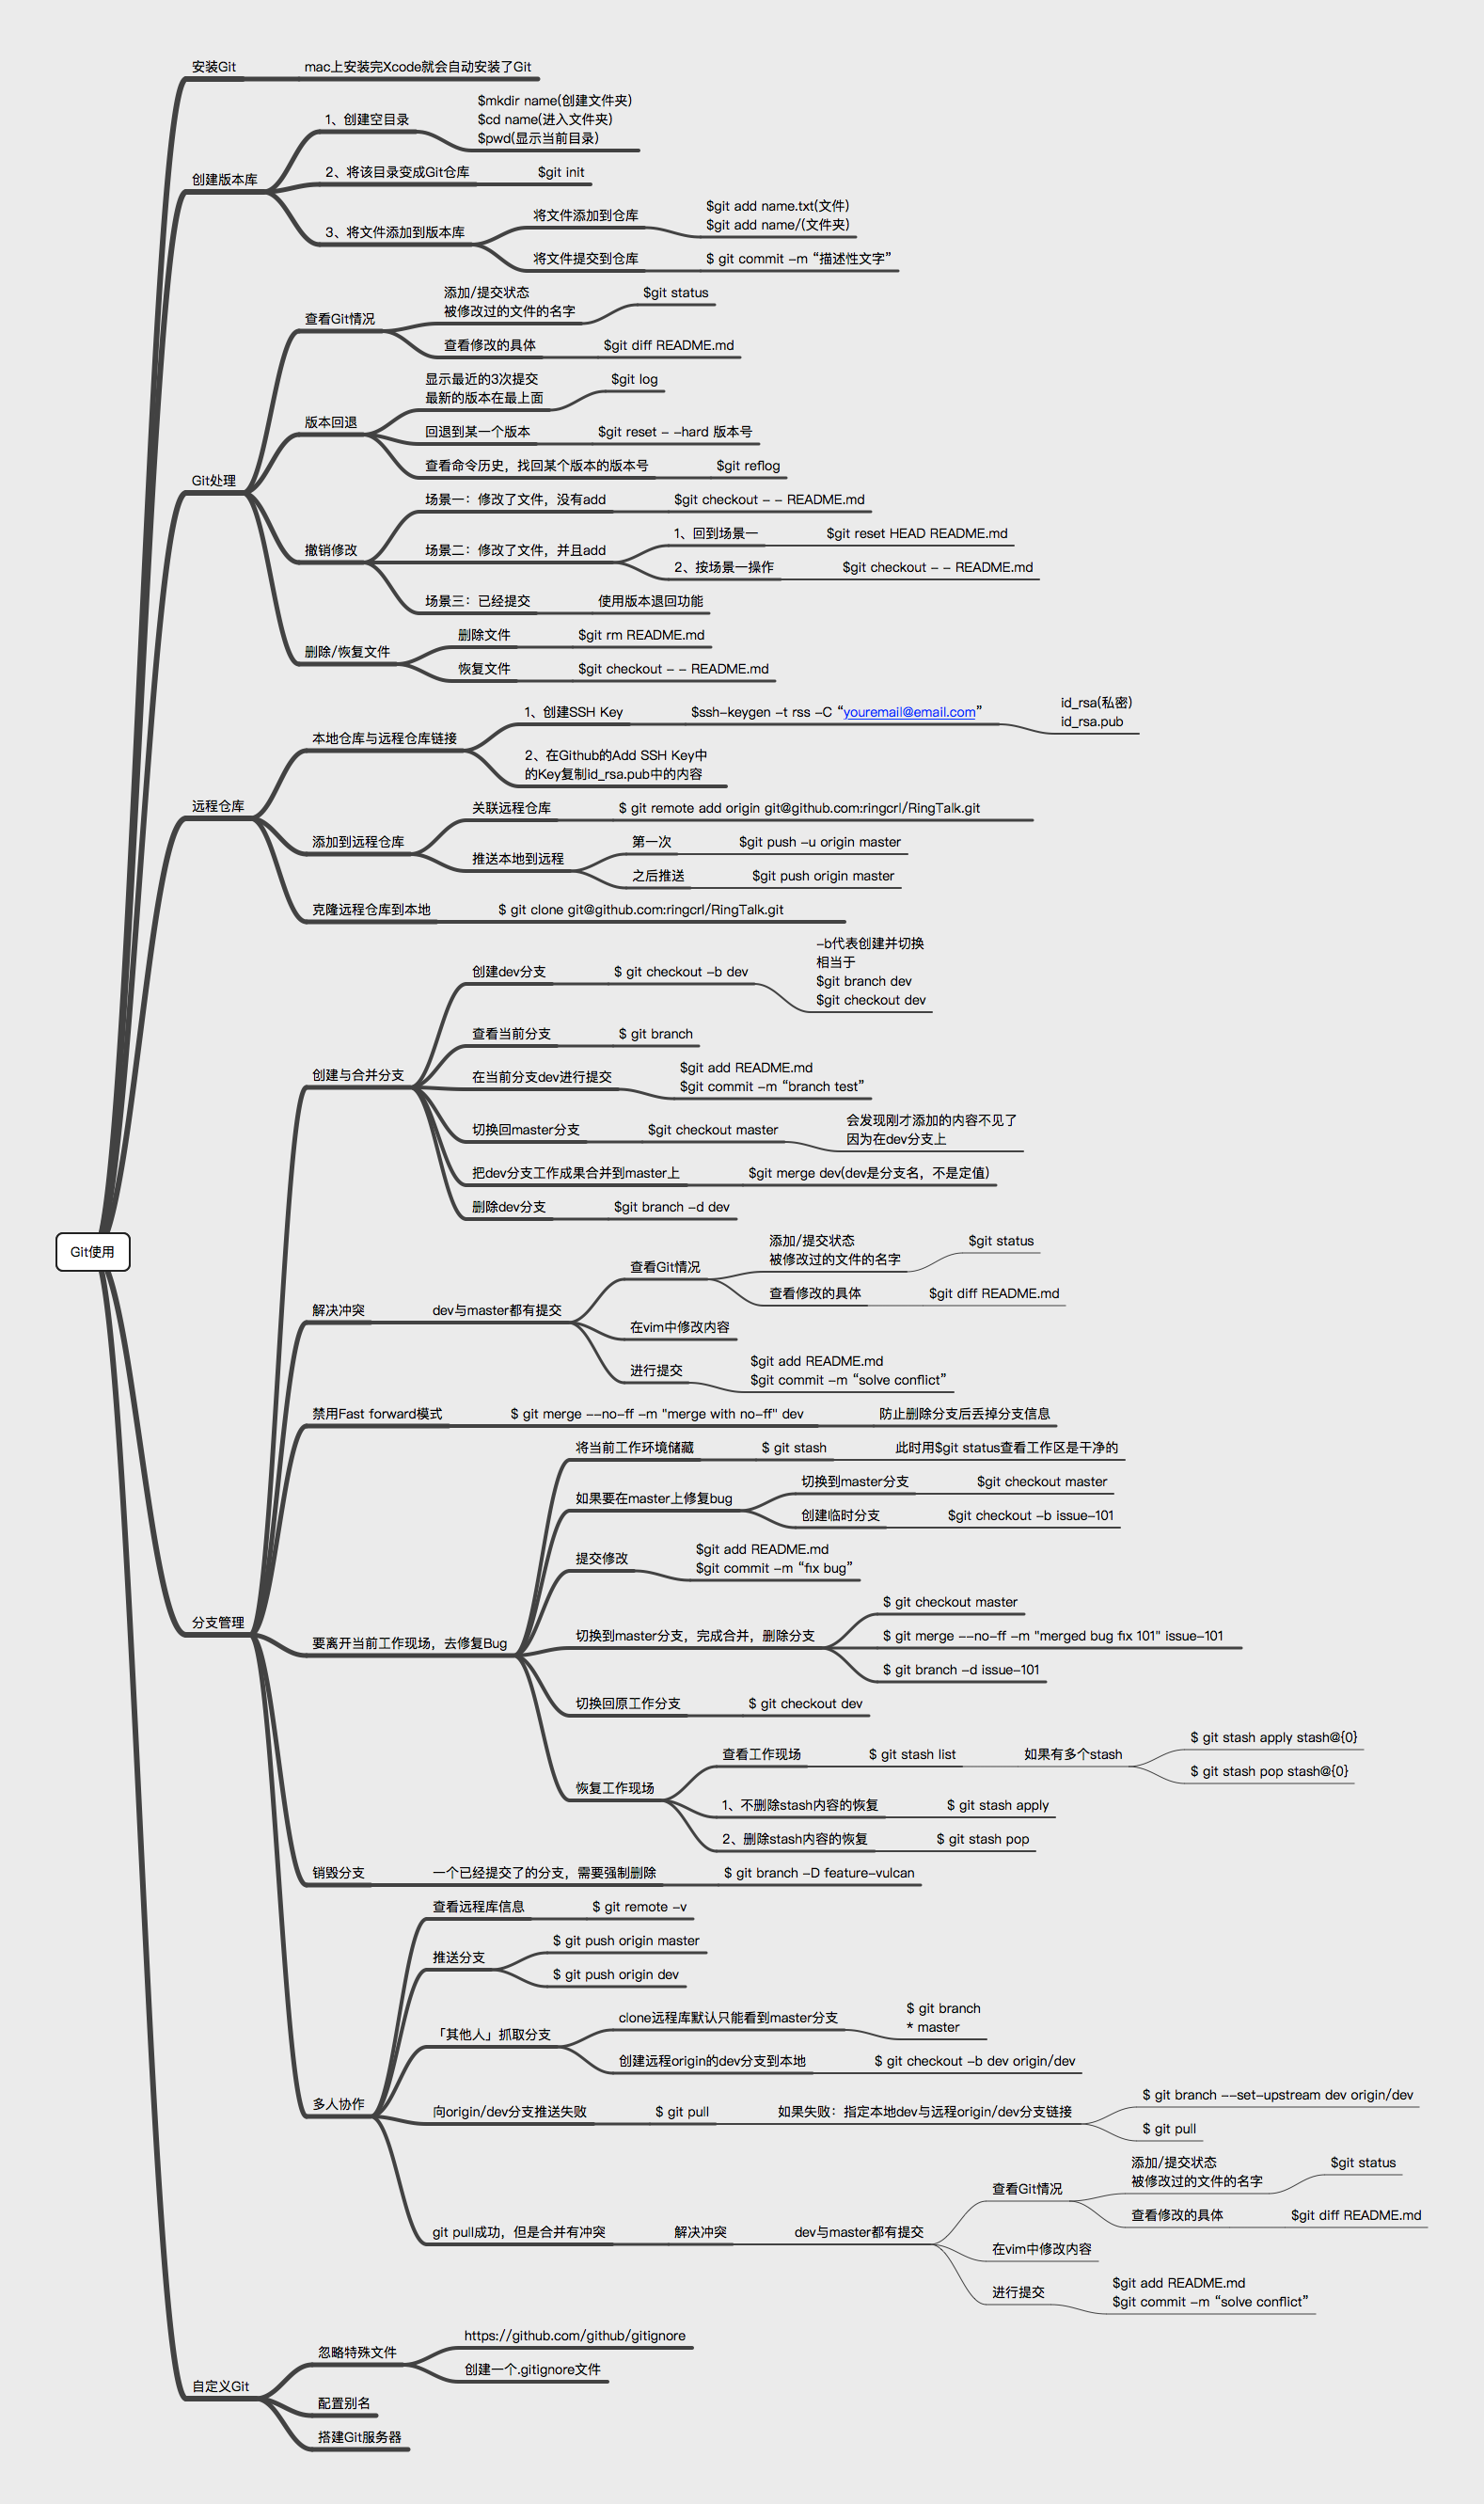 安装Git
mac上安装完Xcode就会自动安装了Git
创建版本库
1、创建空目录
$mkdir name(创建文件夹)
$cd name(进入文件夹)
$pwd(显示当前目录)
2、将该目录变成Git仓库
$git init
3、将文件添加到版本库
将文件添加到仓库
$git add name.txt(文件)
$git add name/(文件夹)
将文件提交到仓库
$ git commit -m “描述性文字”
Git处理
查看Git情况
添加/提交状态
被修改过的文件的名字
$git status
查看修改的具体
$git diff README.md
版本回退
显示最近的3次提交
最新的版本在最上面
$git log
回退到某一个版本
$git reset - -hard 版本号
查看命令历史，找回某个版本的版本号
$git reflog
撤销修改
场景一：修改了文件，没有add
$git checkout - - README.md
场景二：修改了文件，并且add
1、回到场景一
$git reset HEAD README.md
2、按场景一操作
$git checkout - - README.md
场景三：已经提交
使用版本退回功能
删除/恢复文件
删除文件
$git rm README.md
恢复文件
$git checkout - - README.md
远程仓库
本地仓库与远程仓库链接
1、创建SSH Key
$ssh-keygen -t rss -C “youremail@email.com”
id_rsa(私密)
id_rsa.pub
2、在Github的Add SSH Key中
的Key复制id_rsa.pub中的内容
添加到远程仓库
关联远程仓库
$ git remote add origin git@github.com:ringcrl/RingTalk.git
推送本地到远程
第一次
$git push -u origin master
之后推送
$git push origin master
克隆远程仓库到本地
$ git clone git@github.com:ringcrl/RingTalk.git
Git使用
分支管理
创建与合并分支
创建dev分支
$ git checkout -b dev
-b代表创建并切换
相当于
$git branch dev
$git checkout dev
查看当前分支
$ git branch
在当前分支dev进行提交
$git add README.md
$git commit -m “branch test”
切换回master分支
$git checkout master
会发现刚才添加的内容不见了
因为在dev分支上
把dev分支工作成果合并到master上
$git merge dev(dev是分支名，不是定值)
删除dev分支
$git branch -d dev
解决冲突
dev与master都有提交
查看Git情况
添加/提交状态
被修改过的文件的名字
$git status
查看修改的具体
$git diff README.md
在vim中修改内容
进行提交
$git add README.md
$git commit -m “solve conflict”
禁用Fast forward模式
$ git merge --no-ff -m "merge with no-ff" dev
防止删除分支后丢掉分支信息
要离开当前工作现场，去修复Bug
将当前工作环境储藏
$ git stash
此时用$git status查看工作区是干净的
如果要在master上修复bug
切换到master分支
$git checkout master
创建临时分支
$git checkout -b issue-101
提交修改
$git add README.md
$git commit -m “fix bug”
切换到master分支，完成合并，删除分支
$ git checkout master
$ git merge --no-ff -m "merged bug fix 101" issue-101
$ git branch -d issue-101
切换回原工作分支
$ git checkout dev
恢复工作现场
查看工作现场
$ git stash list
如果有多个stash
$ git stash apply stash@{0}
$ git stash pop stash@{0}
1、不删除stash内容的恢复
$ git stash apply
2、删除stash内容的恢复
$ git stash pop
销毁分支
一个已经提交了的分支，需要强制删除
$ git branch -D feature-vulcan
多人协作
查看远程库信息
$ git remote -v
推送分支
$ git push origin master
$ git push origin dev
「其他人」抓取分支
clone远程库默认只能看到master分支
$ git branch
* master
创建远程origin的dev分支到本地
$ git checkout -b dev origin/dev
向origin/dev分支推送失败
$ git pull
如果失败：指定本地dev与远程origin/dev分支链接
$ git branch --set-upstream dev origin/dev
$ git pull
git pull成功，但是合并有冲突
解决冲突
dev与master都有提交
查看Git情况
添加/提交状态
被修改过的文件的名字
$git status
查看修改的具体
$git diff README.md
在vim中修改内容
进行提交
$git add README.md
$git commit -m “solve conflict”
自定义Git
忽略特殊文件
https://github.com/github/gitignore
创建一个.gitignore文件
配置别名
搭建Git服务器